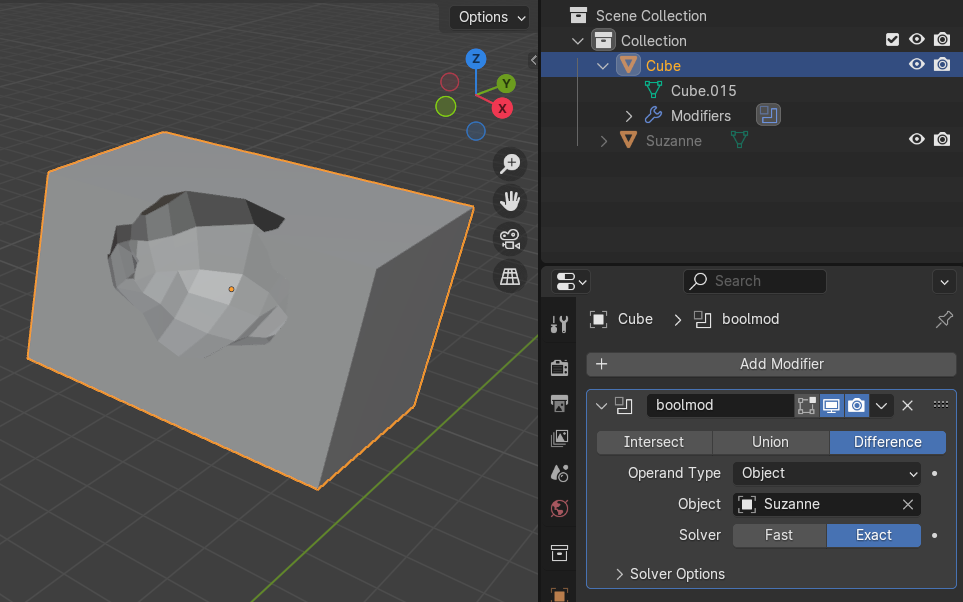 Options
Z
Y
X
Scene Collection
Collection
Cube
Cube.015
Modifiers
Suzanne
Search
Cube
boolmod
Add Modifier
boolmod
Intersect Union Difference
Operand Type Object
Object Suzanne
Solver Fast Exact
Solver Options